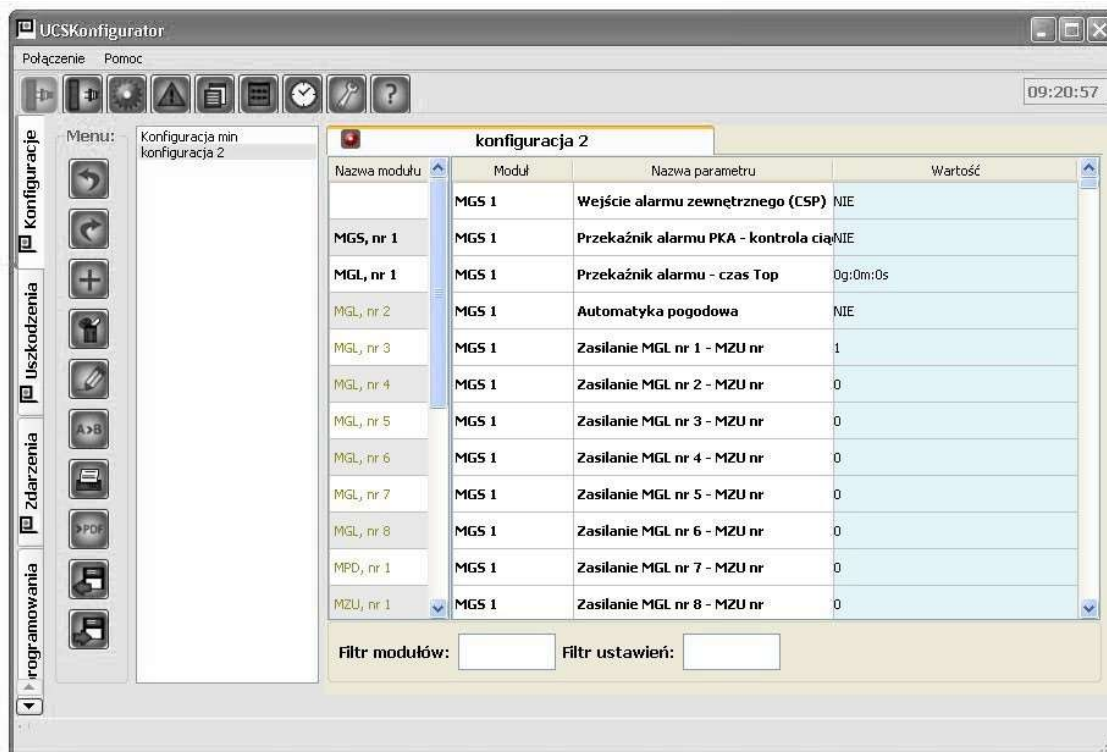 UCSKonfigurator
Połączenie Pomoc
09:20:57
Konfiguracje
Uszkodzenia
Zdarzenia
rogramowania
Menu:
A>B
>PDF
Konfiguracja min
konfiguracja 2
konfiguracja 2
Nazwa modułu Moduł Nazwa parametru Wartość
MGS 1 Wejście alarmu zewnętrznego (CSP) NIE
MGS, nr 1 MGS 1 Przekaźnik alarmu PKA - kontrola cią NIE
MGL, nr 1 MGS 1 Przekaźnik alarmu - czas Top 0g:0m:0s
MGL, nr 2 MGS 1 Automatyka pogodowa NIE
MGL, nr 3 MGS 1 Zasilanie MGL nr 1 - MZU nr 1
MGL, nr 4 MGS 1 Zasilanie MGL nr 2 - MZU nr 0
MGL, nr 5 MGS 1 Zasilanie MGL nr 3 - MZU nr 0
MGL, nr 6 MGS 1 Zasilanie MGL nr 4 - MZU nr 0
MGL, nr 7 MGS 1 Zasilanie MGL nr 5 - MZU nr 0
MGL, nr 8 MGS 1 Zasilanie MGL nr 6 - MZU nr 0
MPD, nr 1 MGS 1 Zasilanie MGL nr 7 - MZU nr 0
MZU, nr 1 MGS 1 Zasilanie MGL nr 8 - MZU nr 0
Filtr modułów: Filtr ustawień: